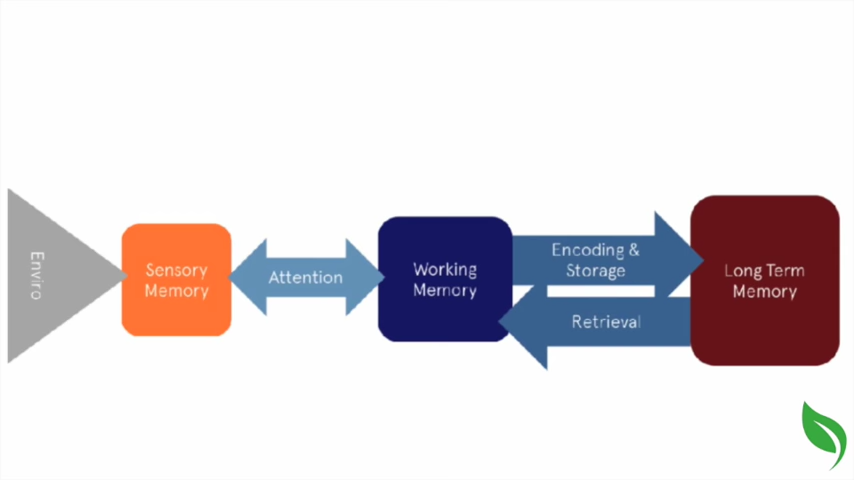 Enviro
Sensory
Memory
Attention
Working
Memory
Encoding &
Storage
Retrieval
Long Term
Memory